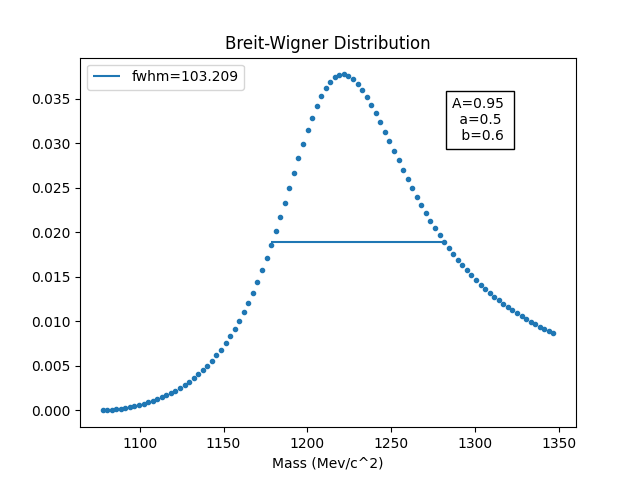 Breit-Wigner Distribution
fwhm=103.209
A=0.95
a=0.5
b=0.6
0.035
0.030
0.025
0.020
0.015
0.010
0.005
0.000
1100 1150 1200 1250 1300 1350
Mass (Mev/c^2)